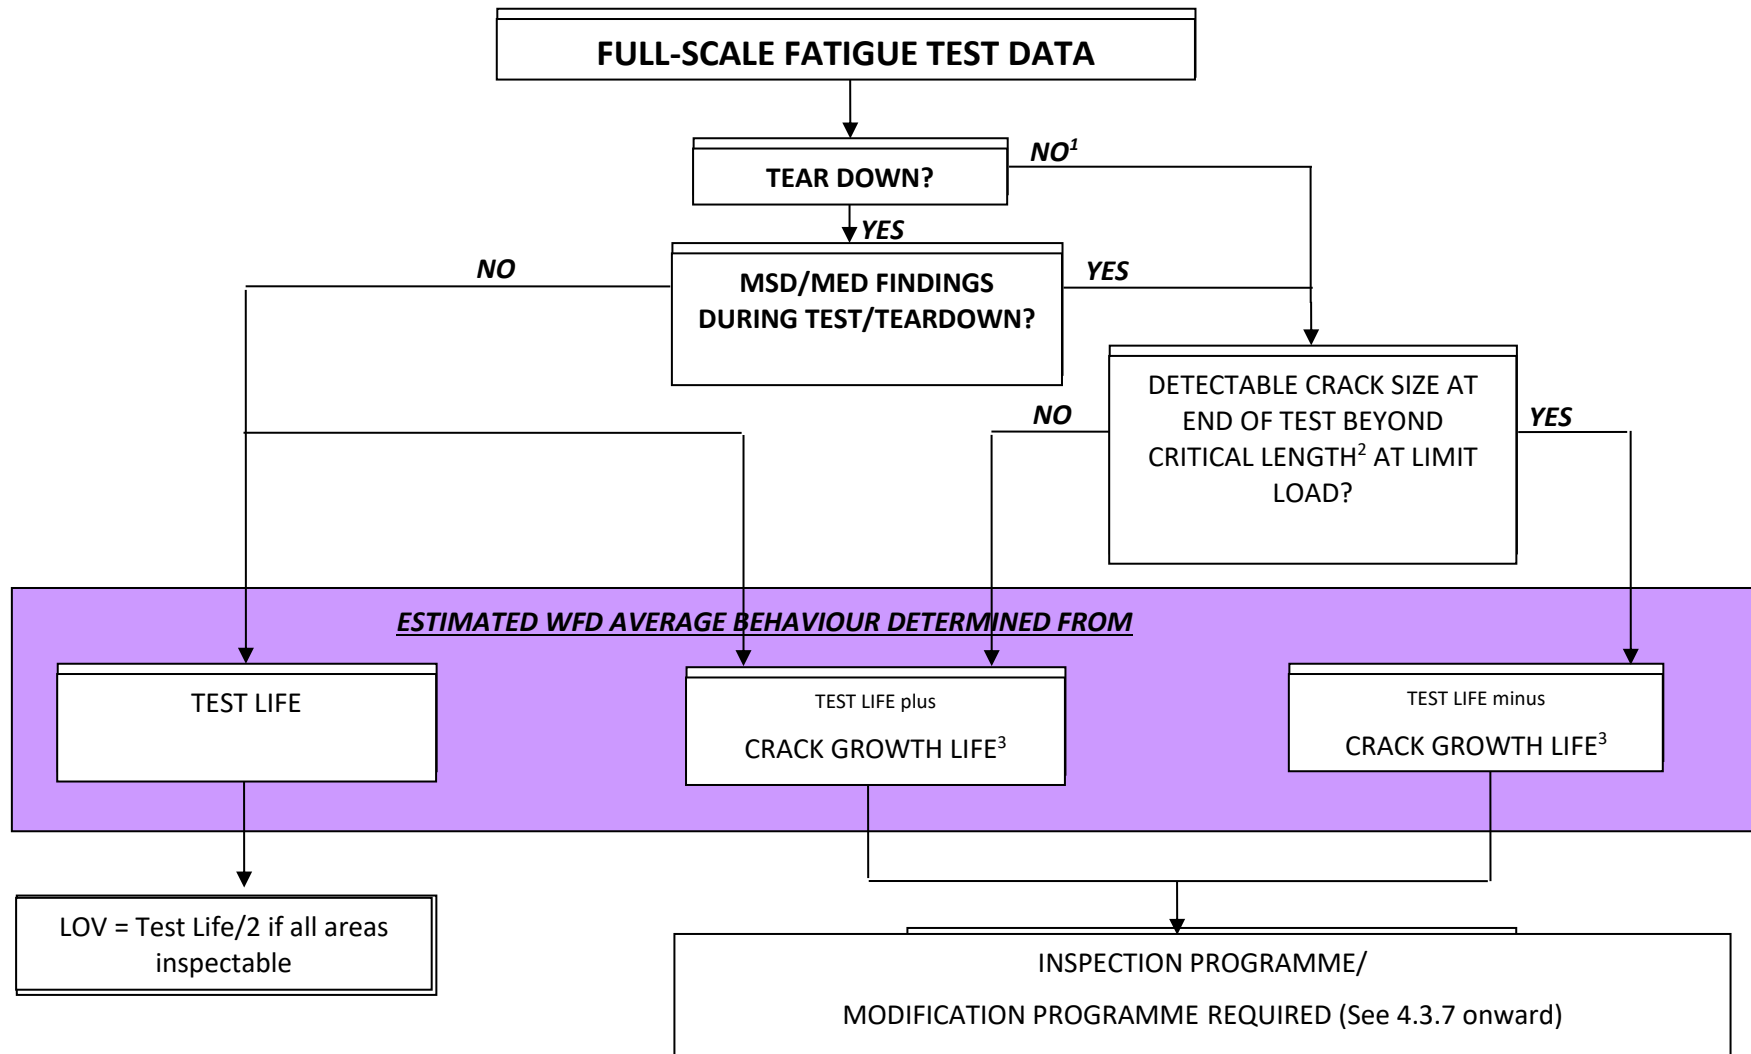 FULL-SCALE FATIGUE TEST DATA
NO¹
TEAR DOWN?
YES
NO
MSD/MED FINDINGS
DURING TEST/TEARDOWN?
YES
NO
DETECTABLE CRACK SIZE AT
END OF TEST BEYOND
CRITICAL LENGTH² AT LIMIT
LOAD?
YES
ESTIMATED WFD AVERAGE BEHAVIOUR DETERMINED FROM
TEST LIFE
TEST LIFE plus
CRACK GROWTH LIFE³
TEST LIFE minus
CRACK GROWTH LIFE³
LOV = Test Life/2 if all areas
inspectable
INSPECTION PROGRAMME/
MODIFICATION PROGRAMME REQUIRED (See 4.3.7 onward)